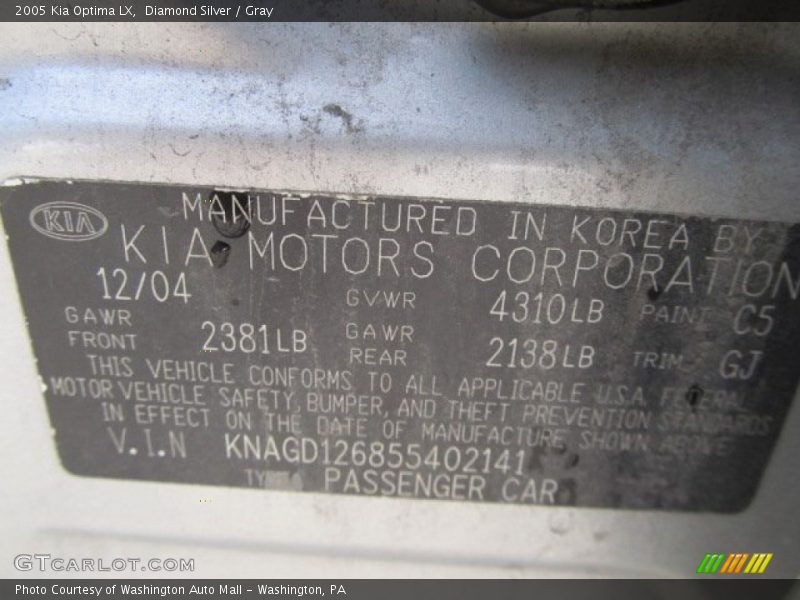 2005 Kia Optima LX, Diamond Silver / Gray
KIA
MANUFACTURED IN KOREA BY
KIA MOTORS CORPORATION
12/04 GVWR 4310LB PAINT C5
GAWR FRONT 2381LB GAWR REAR 2138LB TRIM GJ
THIS VEHICLE CONFORMS TO ALL APPLICABLE U.S.A. FEDERAL
MOTOR VEHICLE SAFETY, BUMPER, AND THEFT PREVENTION STANDARDS
IN EFFECT ON THE DATE OF MANUFACTURE SHOWN ABOVE
V.I.N KNAGD126855402141
TYPE PASSENGER CAR
GTCARLOT.COM
Photo Courtesy of Washington Auto Mall - Washington, PA